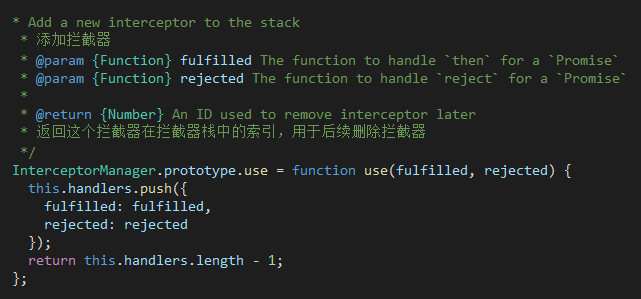 * Add a new interceptor to the stack
 * 添加拦截器
 * @param {Function} fulfilled The function to handle `then` for a `Promise`
 * @param {Function} rejected The function to handle `reject` for a `Promise`
 *
 * @return {Number} An ID used to remove interceptor later
 * 返回这个拦截器在拦截器栈中的索引，用于后续删除拦截器
 */
InterceptorManager.prototype.use = function use(fulfilled, rejected) {
  this.handlers.push({
    fulfilled: fulfilled,
    rejected: rejected
  });
  return this.handlers.length - 1;
};